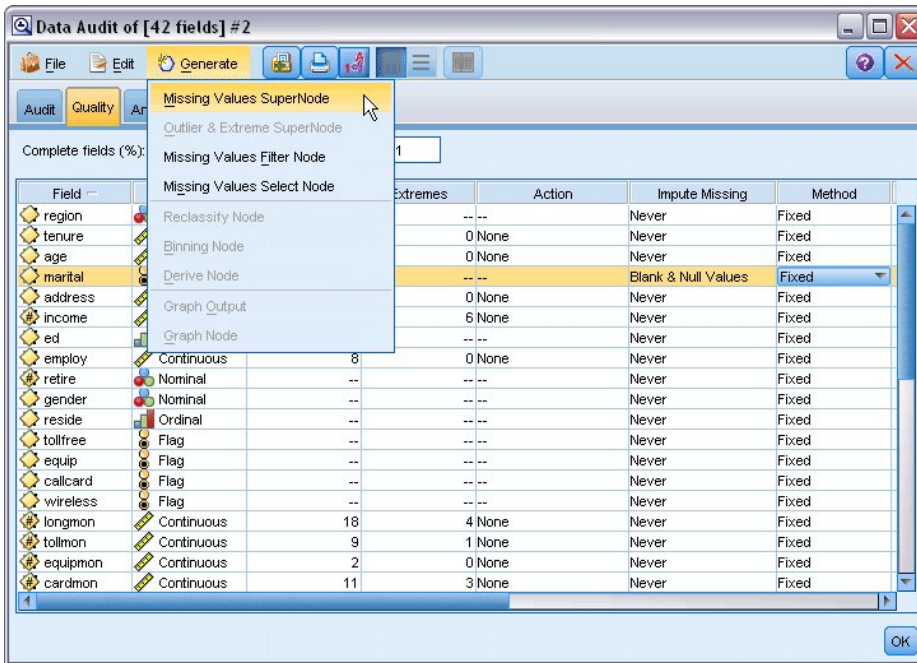 Data Audit of [42 fields] #2
File Edit Generate
Audit Quality An
Complete fields (%): 1
Missing Values SuperNode
Outlier & Extreme SuperNode
Missing Values Filter Node
Missing Values Select Node
Reclassify Node
Binning Node
Derive Node
Graph Output
Graph Node
Field Extremes Action Impute Missing Method
region -- -- Never Fixed
tenure 0 None Never Fixed
age 0 None Never Fixed
marital -- -- Blank & Null Values Fixed
address 0 None Never Fixed
income 6 None Never Fixed
ed -- -- Never Fixed
employ Continuous 8 0 None Never Fixed
retire Nominal -- -- -- Never Fixed
gender Nominal -- -- -- Never Fixed
reside Ordinal -- -- -- Never Fixed
tollfree Flag -- -- -- Never Fixed
equip Flag -- -- -- Never Fixed
callcard Flag -- -- -- Never Fixed
wireless Flag -- -- -- Never Fixed
longmon Continuous 18 4 None Never Fixed
tollmon Continuous 9 1 None Never Fixed
equipmon Continuous 2 0 None Never Fixed
cardmon Continuous 11 3 None Never Fixed
OK